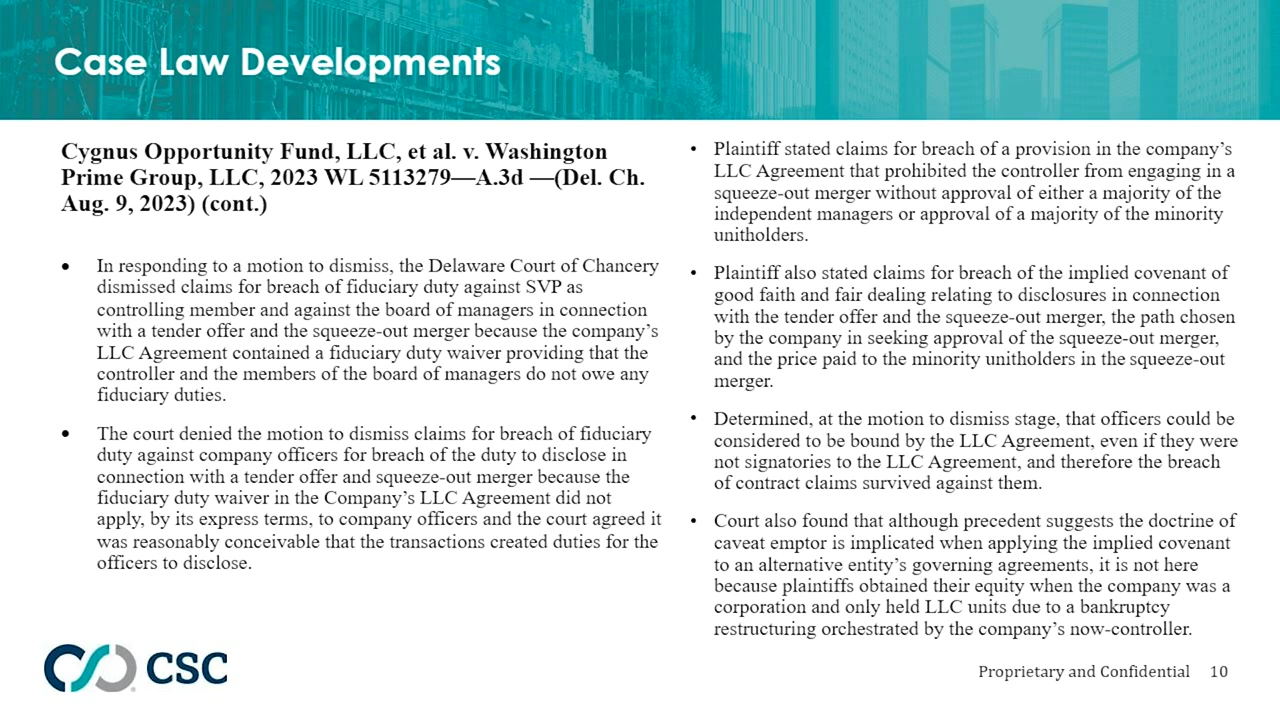 Case Law Developments
Cygnus Opportunity Fund, LLC, et al. v. Washington
Prime Group, LLC, 2023 WL 5113279—A.3d —(Del. Ch.
Aug. 9, 2023) (cont.)
• In responding to a motion to dismiss, the Delaware Court of Chancery
dismissed claims for breach of fiduciary duty against SVP as
controlling member and against the board of managers in connection
with a tender offer and the squeeze-out merger because the company's
LLC Agreement contained a fiduciary duty waiver providing that the
controller and the members of the board of managers do not owe any
fiduciary duties.
• The court denied the motion to dismiss claims for breach of fiduciary
duty against company officers for breach of the duty to disclose in
connection with a tender offer and squeeze-out merger because the
fiduciary duty waiver in the Company's LLC Agreement did not
apply, by its express terms, to company officers and the court agreed it
was reasonably conceivable that the transactions created duties for the
officers to disclose.
• Plaintiff stated claims for breach of a provision in the company's
LLC Agreement that prohibited the controller from engaging in a
squeeze-out merger without approval of either a majority of the
independent managers or approval of a majority of the minority
unitholders.
• Plaintiff also stated claims for breach of the implied covenant of
good faith and fair dealing relating to disclosures in connection
with the tender offer and the squeeze-out merger, the path chosen
by the company in seeking approval of the squeeze-out merger,
and the price paid to the minority unitholders in the squeeze-out
merger.
• Determined, at the motion to dismiss stage, that officers could be
considered to be bound by the LLC Agreement, even if they were
not signatories to the LLC Agreement, and therefore the breach
of contract claims survived against them.
• Court also found that although precedent suggests the doctrine of
caveat emptor is implicated when applying the implied covenant
to an alternative entity's governing agreements, it is not here
because plaintiffs obtained their equity when the company was a
corporation and only held LLC units due to a bankruptcy
restructuring orchestrated by the company's now-controller.
CSC
Proprietary and Confidential 10